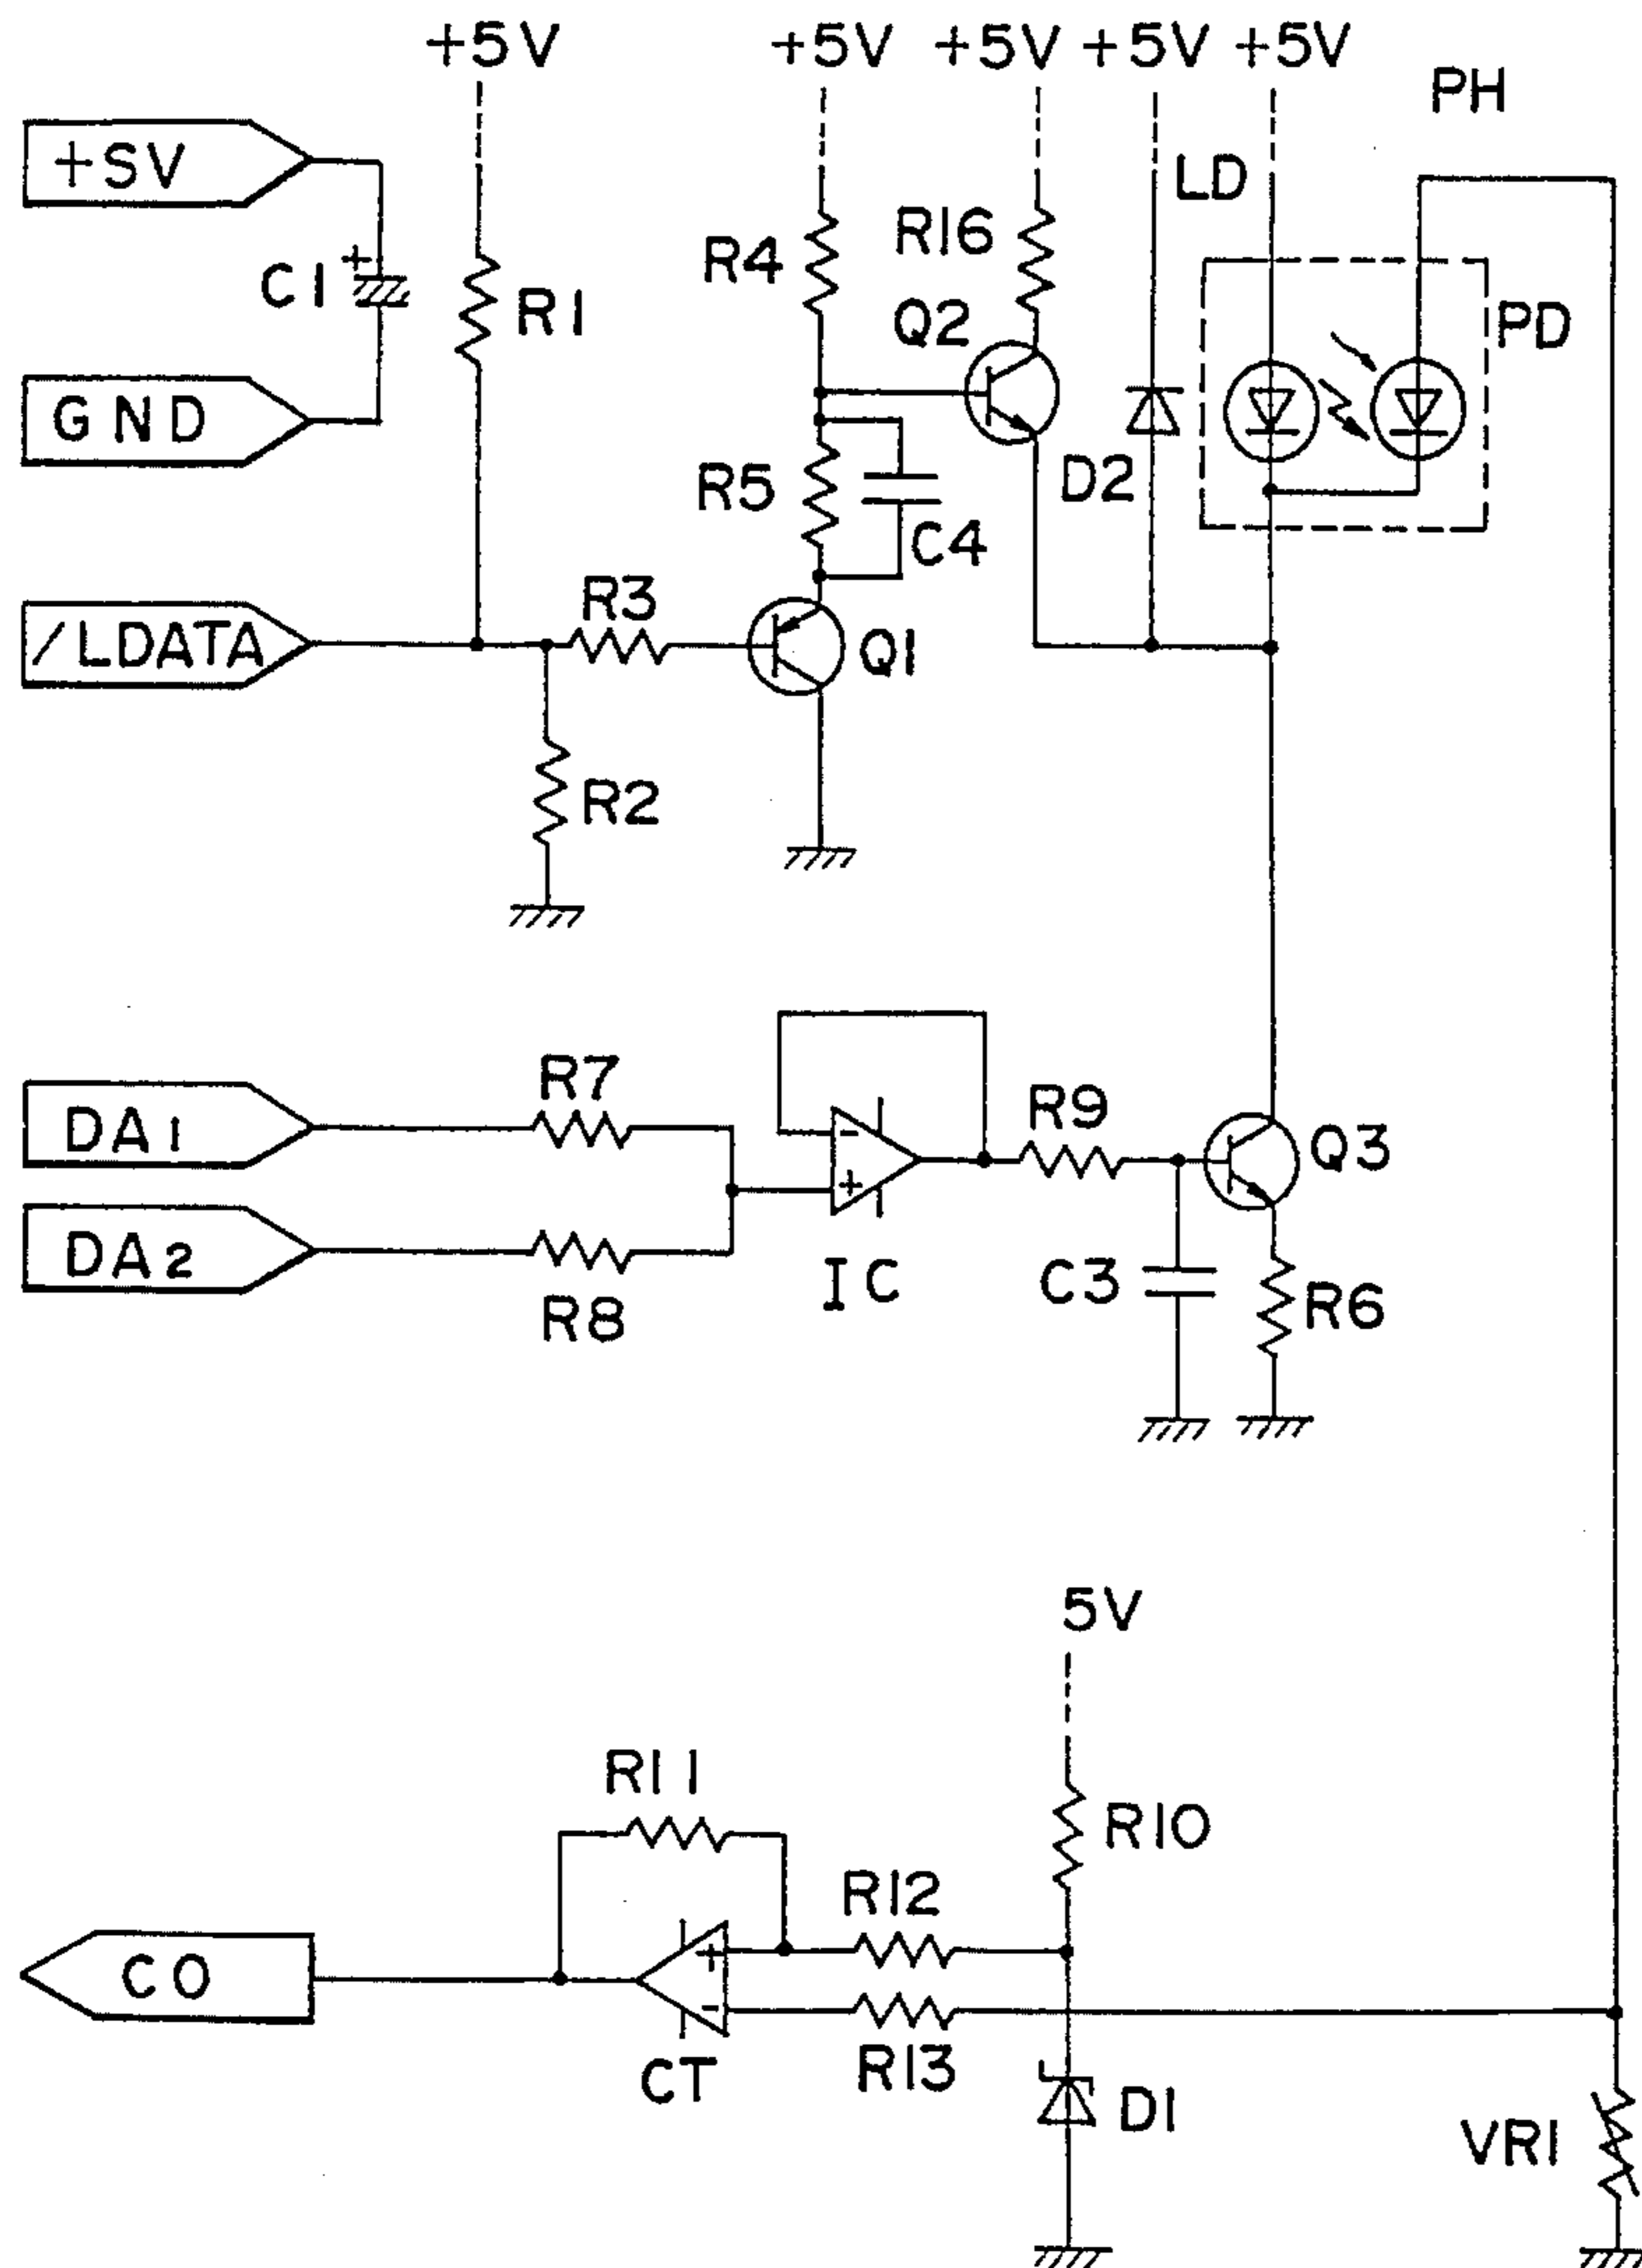 +5V +5V +5V +5V +5V
PH
+SV
LD
R4
R16
C1
+
R1
Q2
PD
GND
R5
D2
C4
/LDATA
R3
Q1
R2
DA1
R7
R9
Q3
-
+
DA2
R8
IC
C3
R6
5V
R11
R10
R12
CO
+
-
CT
R13
D1
VR1